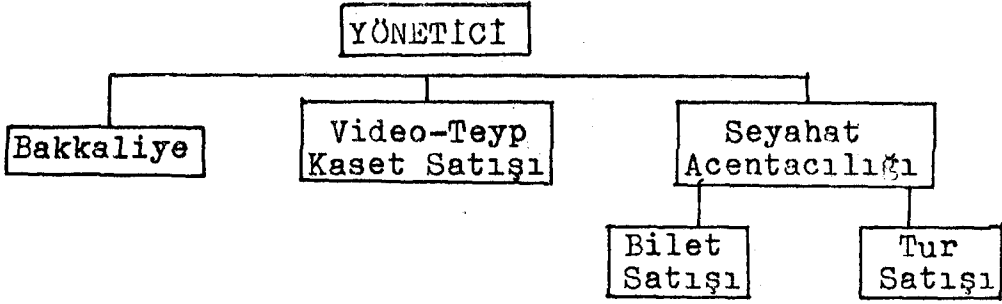 YÖNETİCİ
Bakkaliye
Video-Teyp
Kaset Satışı
Seyahat
Acentacılığı
Bilet
Satışı
Tur
Satışı